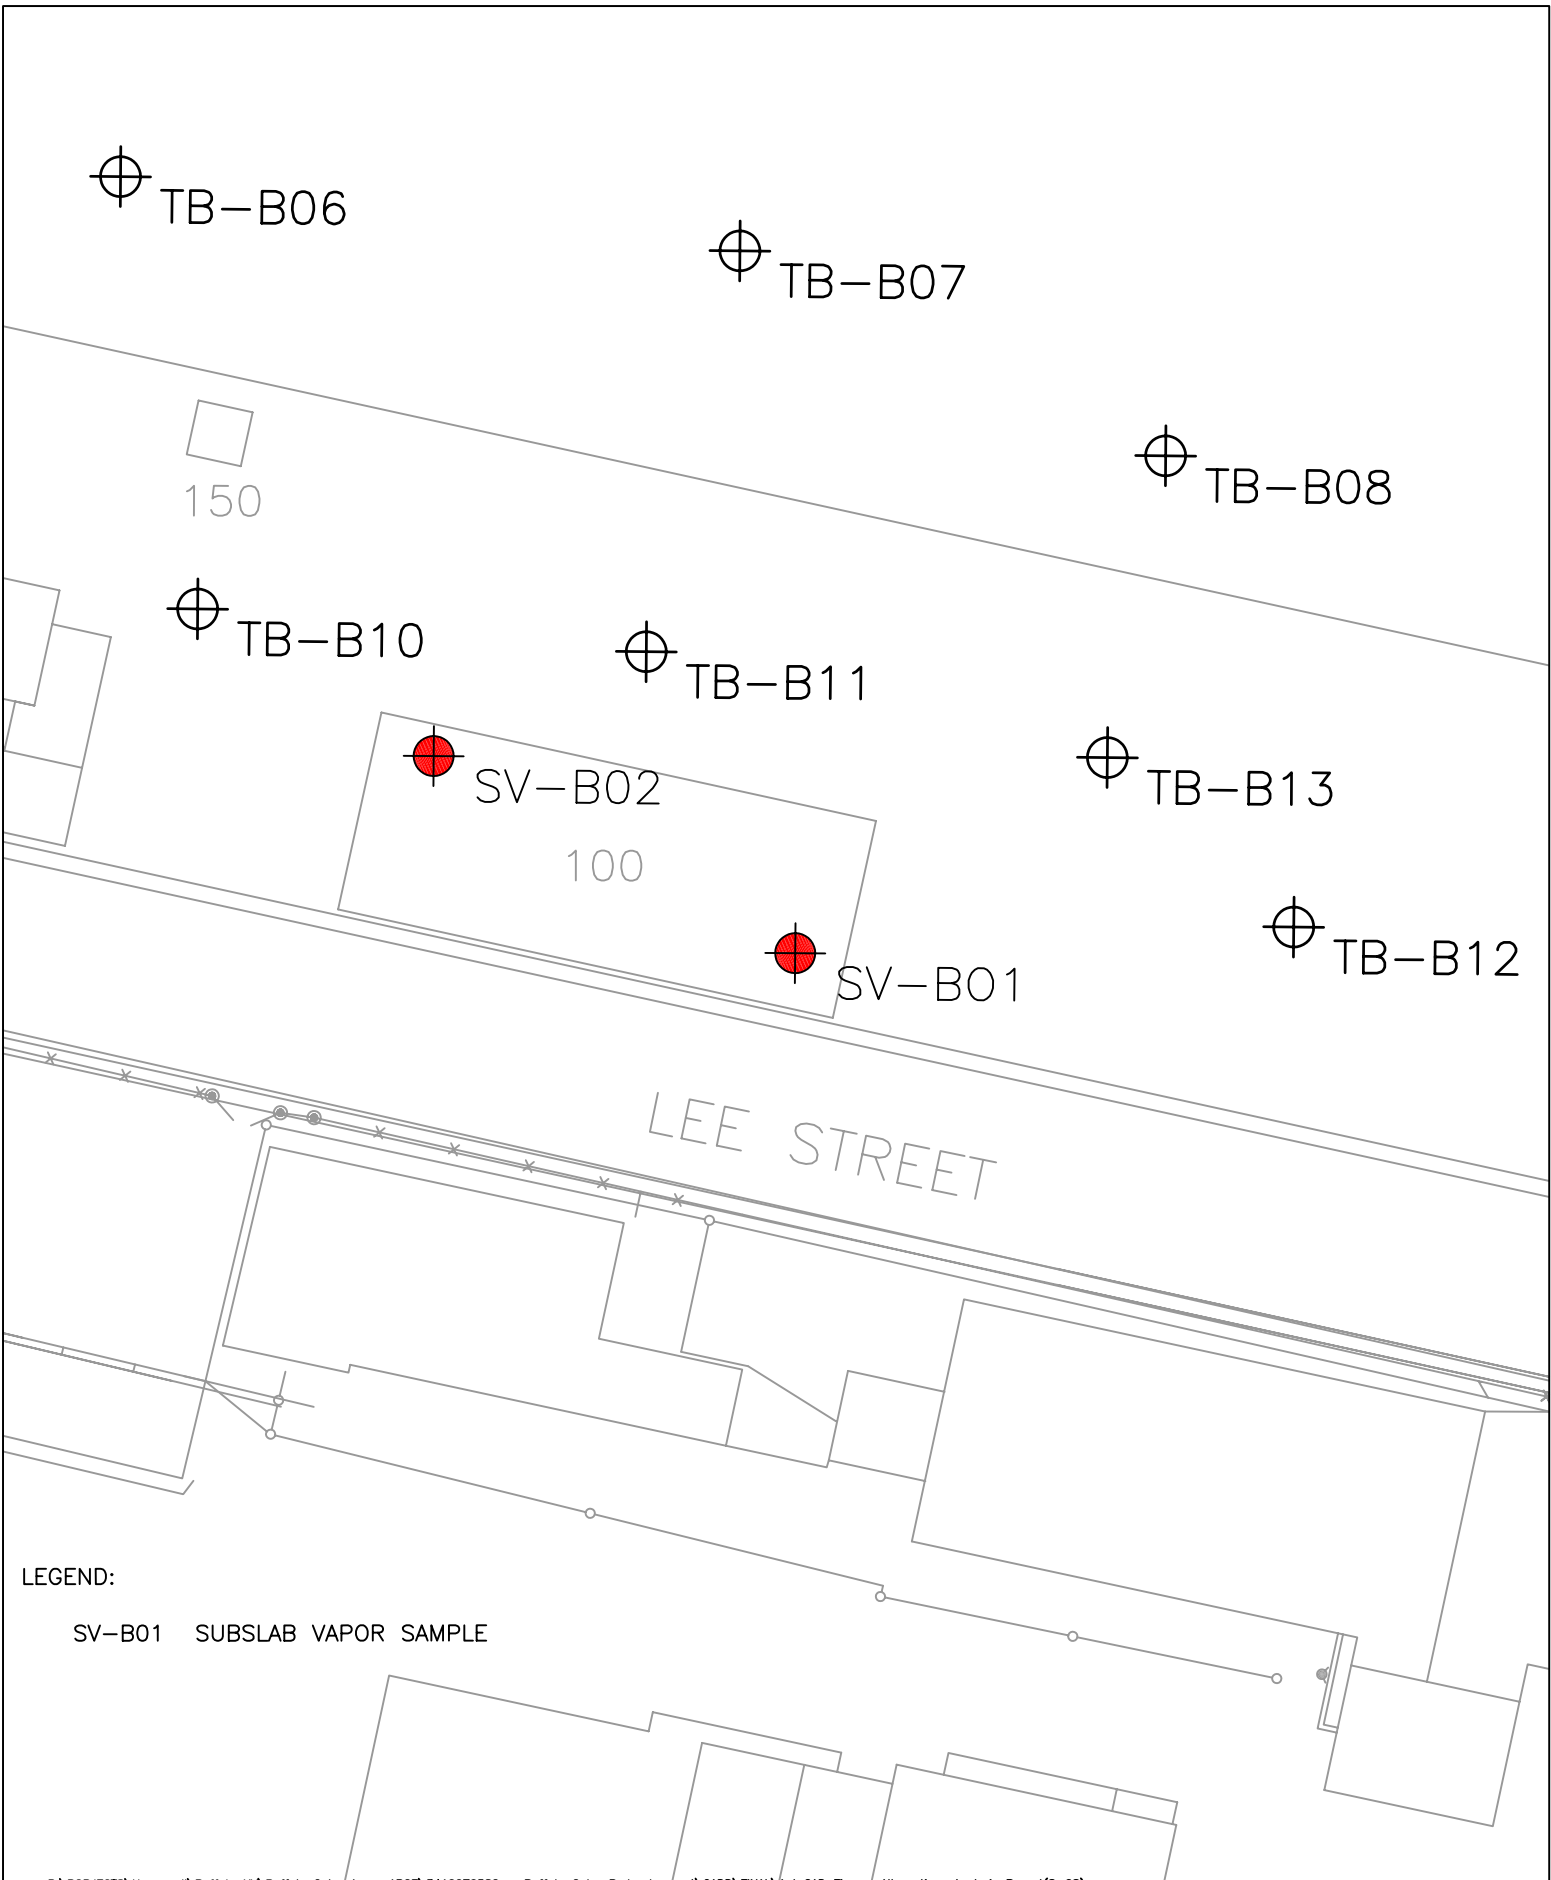 TB-B06
TB-B07
TB-B08
150
TB-B10
TB-B11
TB-B13
SV-B02
100
TB-B12
SV-B01
LEE STREET
LEGEND:
SV-B01 SUBSLAB VAPOR SAMPLE